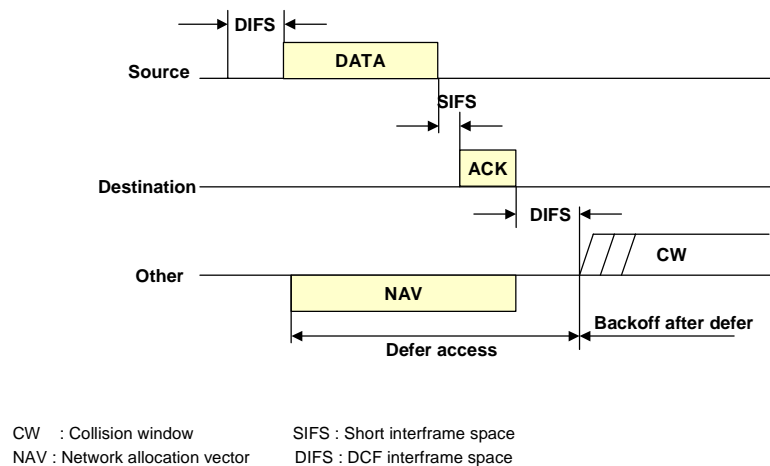 DIFS
DATA
Source
SIFS
ACK
Destination
DIFS
CW
Other
NAV
Backoff after defer
Defer access
CW : Collision window SIFS : Short interframe space
NAV : Network allocation vector DIFS : DCF interframe space